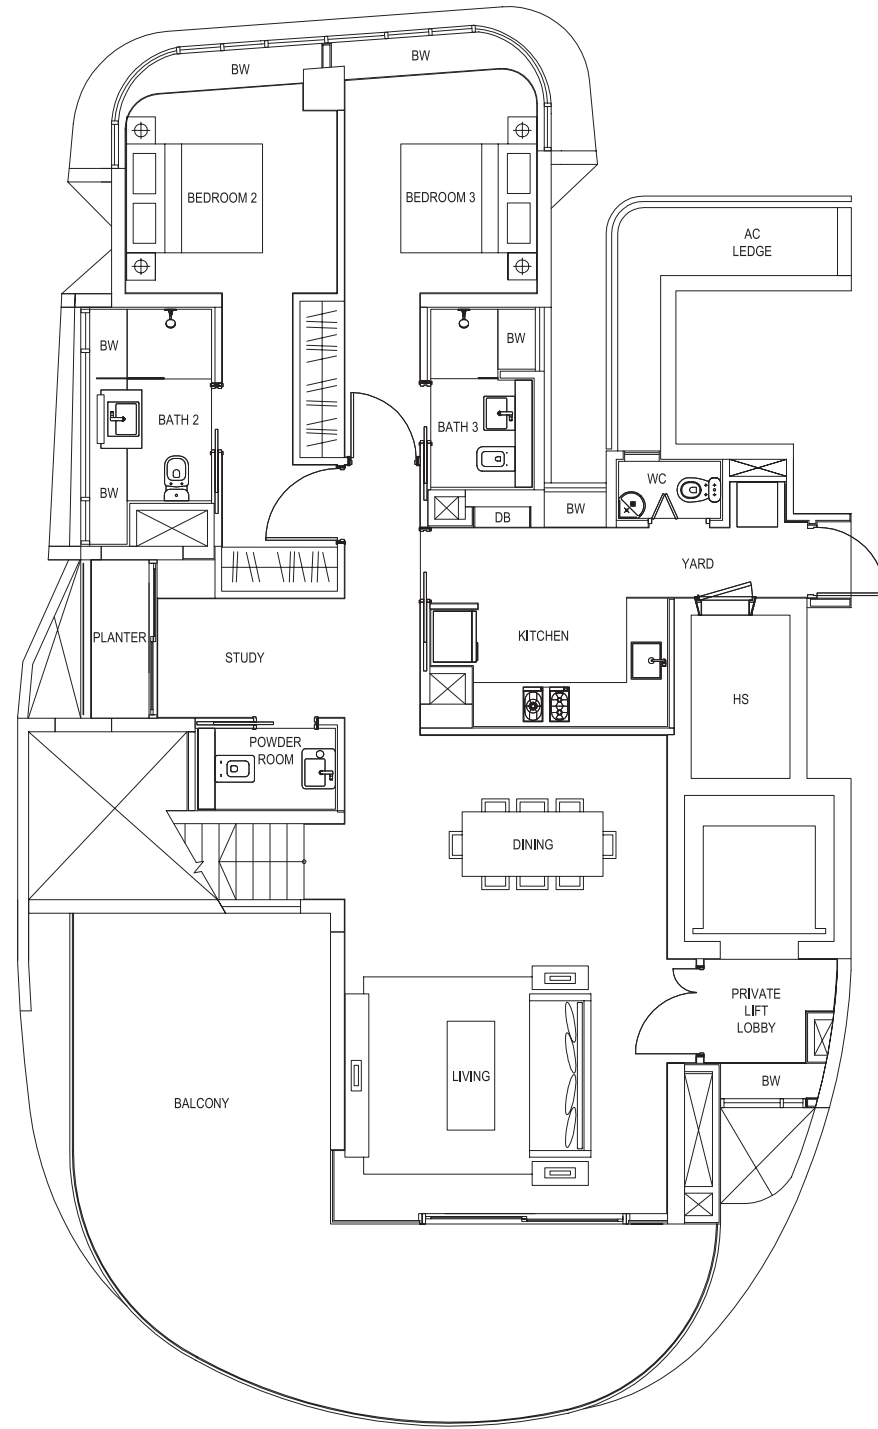 BW
BW
BEDROOM 2
BEDROOM 3
AC
LEDGE
BW
BW
BATH 2
BATH 3
WC
BW
DB
BW
YARD
PLANTER
STUDY
KITCHEN
HS
POWDER
ROOM
DINING
PRIVATE
LIFT
LOBBY
LIVING
BW
BALCONY